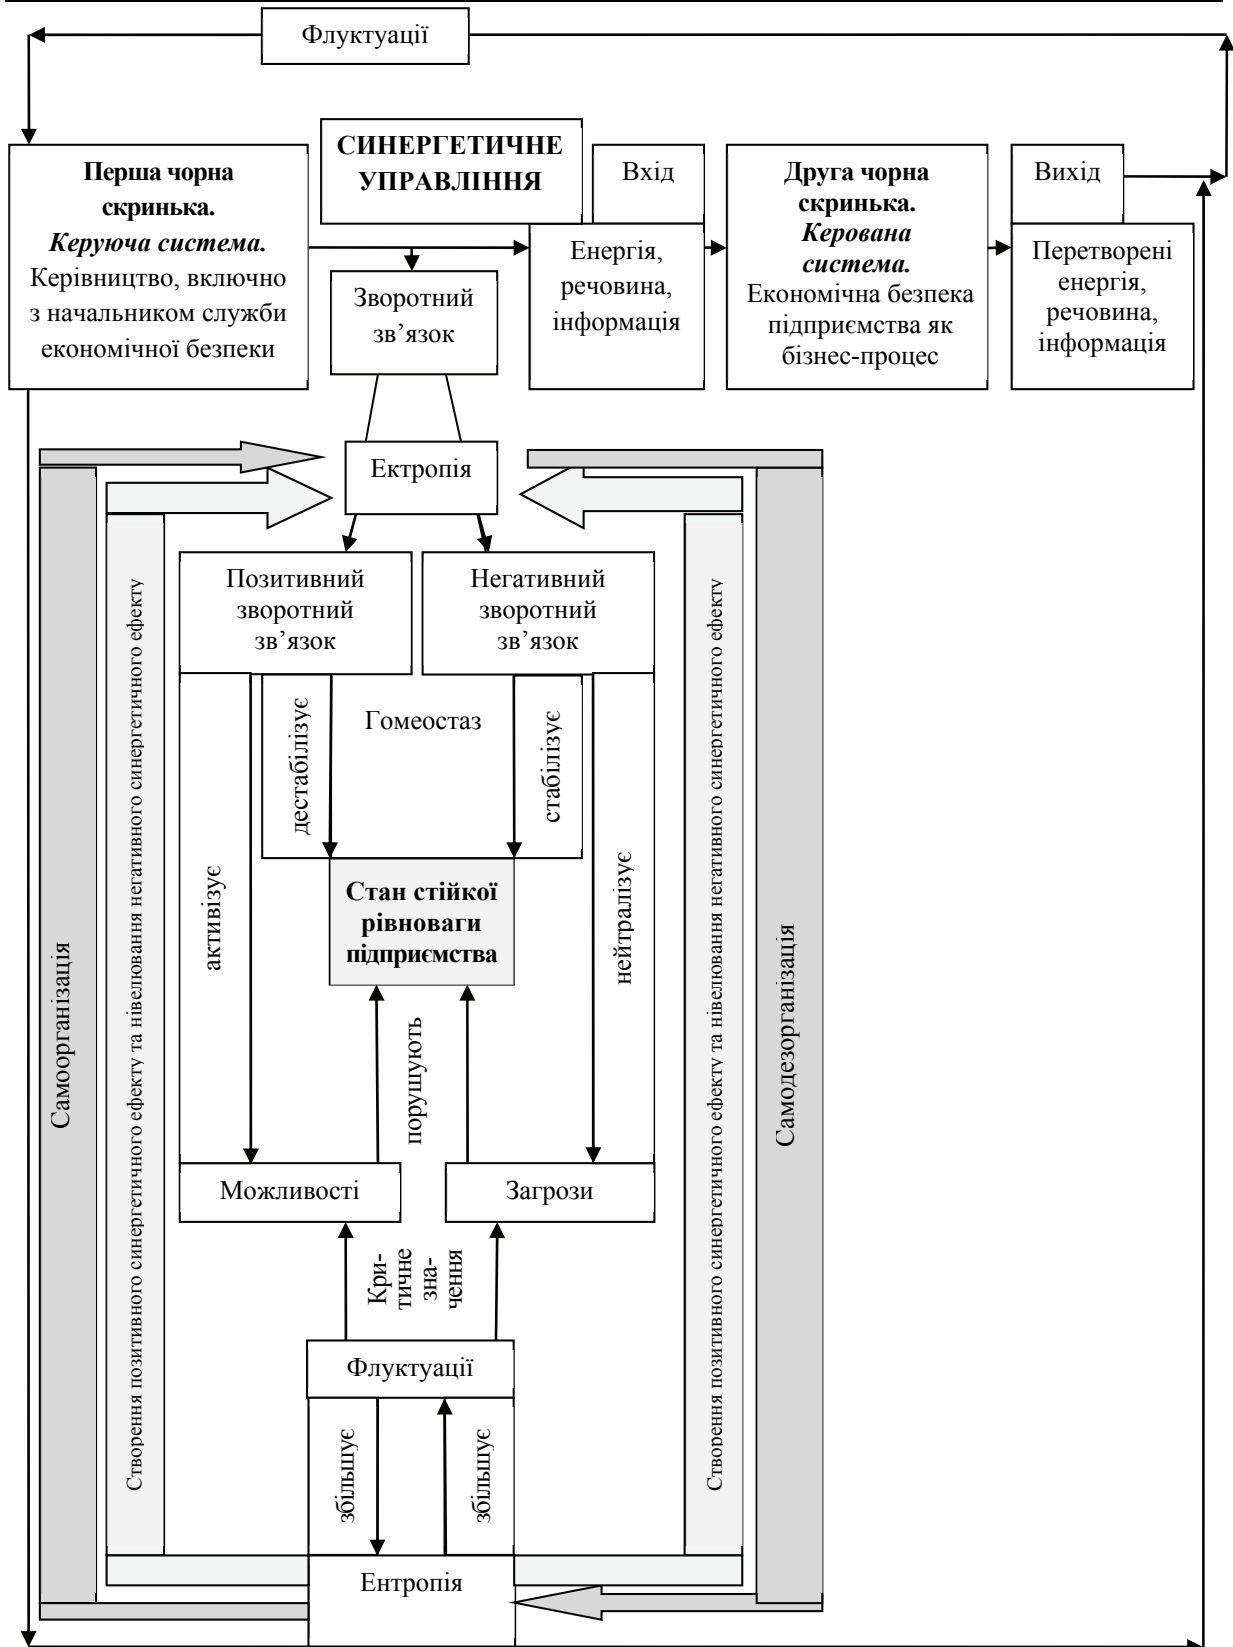 Флуктуації
Перша чорна
скринька.
Керуюча система.
Керівництво, включно
з начальником служби
економічної безпеки
СИНЕРГЕТИЧНЕ
УПРАВЛІННЯ
Вхід
Енергія,
речовина,
інформація
Друга чорна
скринька.
Керована
система.
Економічна безпека
підприємства як
бізнес-процес
Вихід
Перетворені
енергія,
речовина,
інформація
Зворотний
зв’язок
Ектропія
Позитивний
зворотний
зв’язок
Негативний
зворотний
зв’язок
Самоорганізація
Створення позитивного синергетичного ефекту та нівелювання негативного синергетичного ефекту
активізує
дестабілізує
Гомеостаз
стабілізує
нейтралізує
Створення позитивного синергетичного ефекту та нівелювання негативного синергетичного ефекту
Самодезорганізація
Стан стійкої
рівноваги
підприємства
порушують
Можливості
Загрози
Кри-
тичне
зна-
чення
Флуктуації
збільшує
збільшує
Ентропія